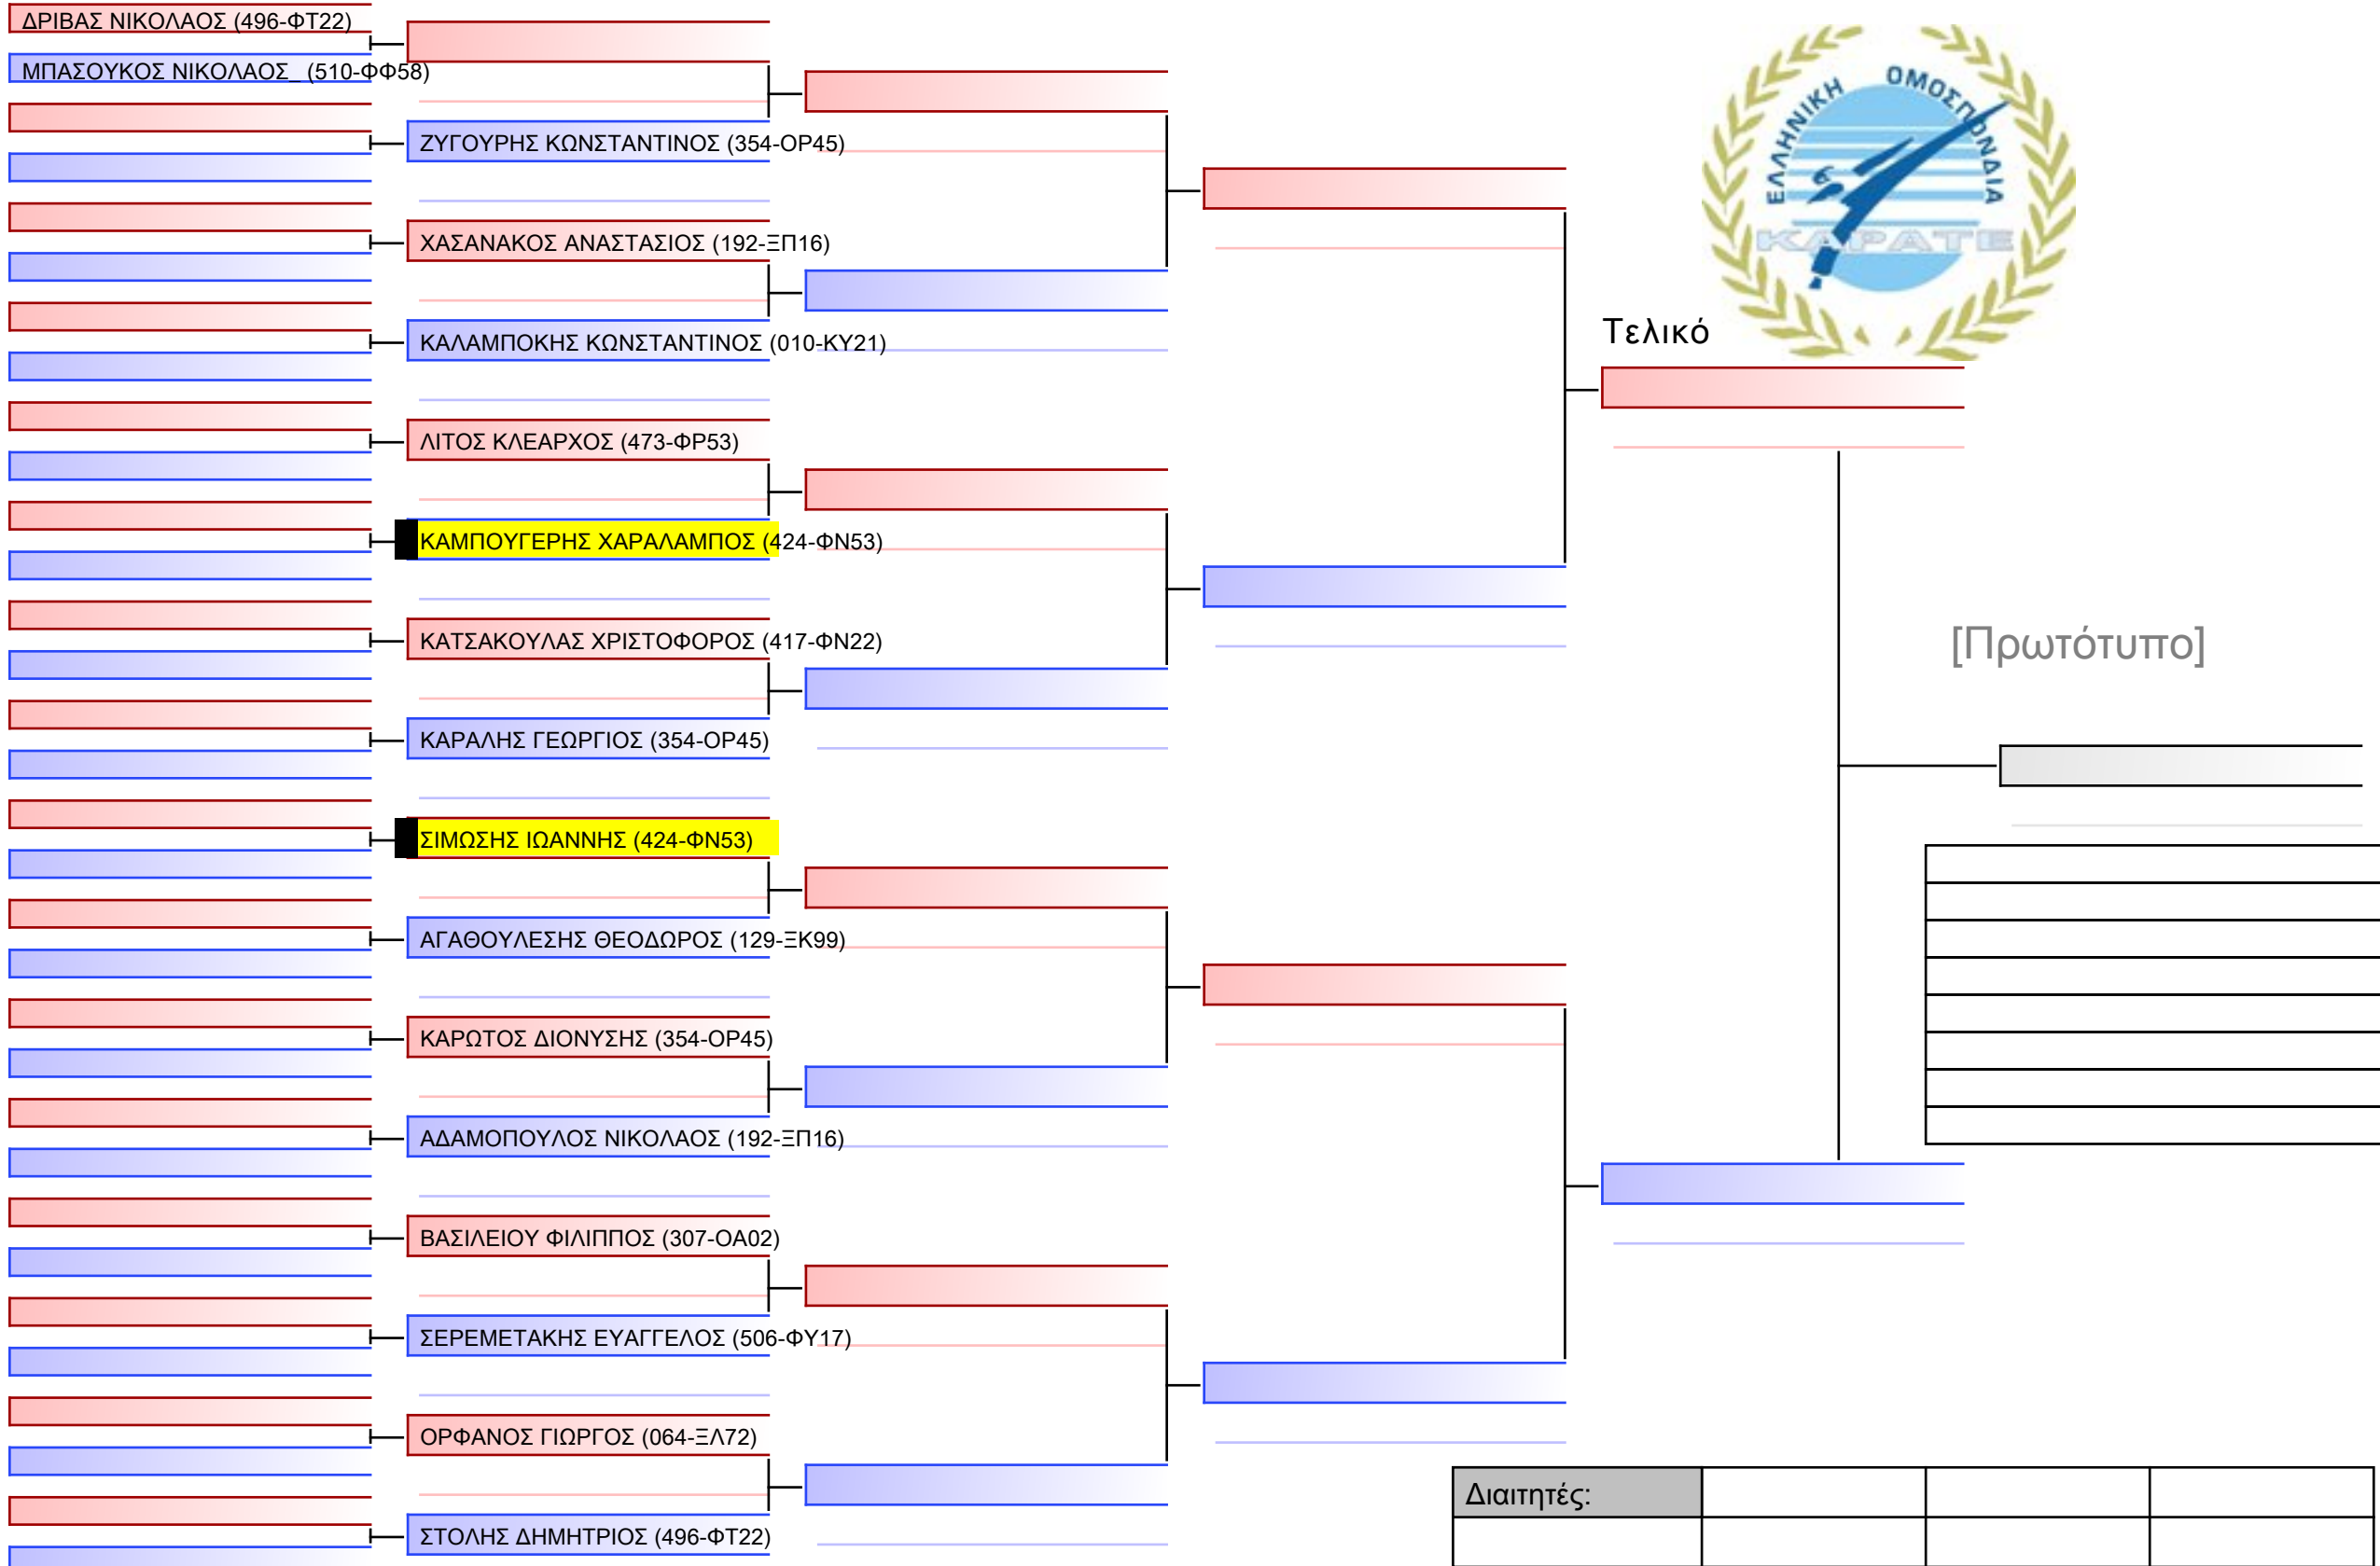 ΔΡΙΒΑΣ ΝΙΚΟΛΑΟΣ (496-ΦΤ22)
ΜΠΑΣΟΥΚΟΣ ΝΙΚΟΛΑΟΣ_ (510-ΦΦ58)
ΖΥΓΟΥΡΗΣ ΚΩΝΣΤΑΝΤΙΝΟΣ (354-ΟΡ45)
ΧΑΣΑΝΑΚΟΣ ΑΝΑΣΤΑΣΙΟΣ (192-ΞΠ16)
ΚΑΛΑΜΠΟΚΗΣ ΚΩΝΣΤΑΝΤΙΝΟΣ (010-ΚΥ21)
ΛΙΤΟΣ ΚΛΕΑΡΧΟΣ (473-ΦΡ53)
ΚΑΜΠΟΥΓΕΡΗΣ ΧΑΡΑΛΑΜΠΟΣ (424-ΦΝ53)
ΚΑΤΣΑΚΟΥΛΑΣ ΧΡΙΣΤΟΦΟΡΟΣ (417-ΦΝ22)
ΚΑΡΑΛΗΣ ΓΕΩΡΓΙΟΣ (354-ΟΡ45)
ΣΙΜΩΣΗΣ ΙΩΑΝΝΗΣ (424-ΦΝ53)
ΑΓΑΘΟΥΛΕΣΗΣ ΘΕΟΔΩΡΟΣ (129-ΞΚ99)
ΚΑΡΩΤΟΣ ΔΙΟΝΥΣΗΣ (354-ΟΡ45)
ΑΔΑΜΟΠΟΥΛΟΣ ΝΙΚΟΛΑΟΣ (192-ΞΠ16)
ΒΑΣΙΛΕΙΟΥ ΦΙΛΙΠΠΟΣ (307-ΟΑ02)
ΣΕΡΕΜΕΤΑΚΗΣ ΕΥΑΓΓΕΛΟΣ (506-ΦΥ17)
ΟΡΦΑΝΟΣ ΓΙΩΡΓΟΣ (064-ΞΛ72)
ΣΤΟΛΗΣ ΔΗΜΗΤΡΙΟΣ (496-ΦΤ22)
ΕΛΛΗΝΙΚΗ ΟΜΟΣΠΟΝΔΙΑ
ΚΑΡΑΤΕ
Τελικό
[Πρωτότυπο]
Διαιτητές: